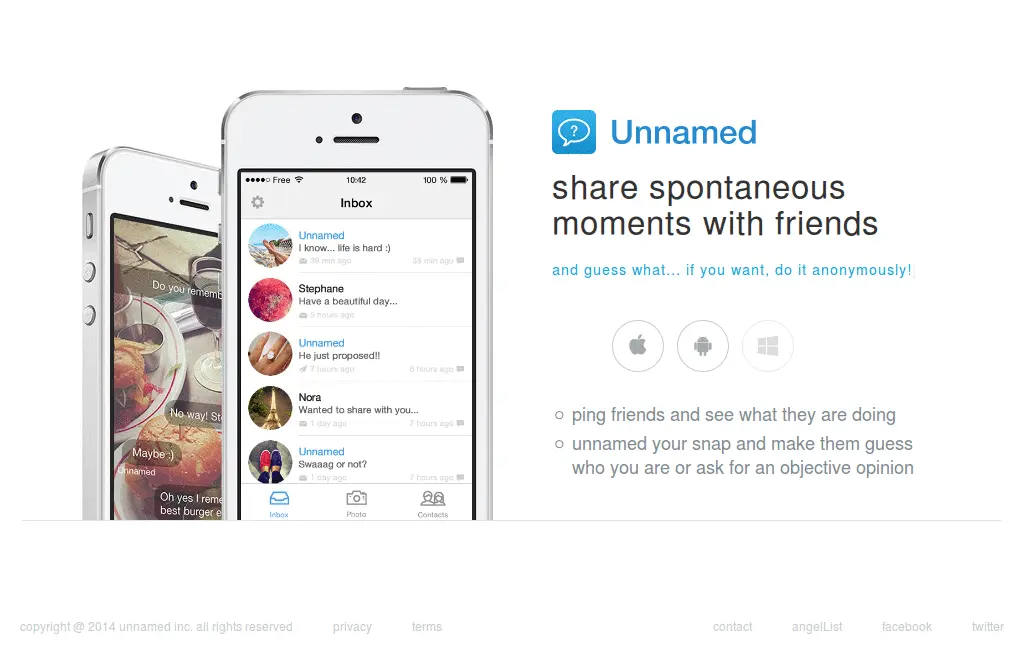 Unnamed
share spontaneous
moments with friends
and guess what... if you want, do it anonymously!
ping friends and see what they are doing
unnamed your snap and make them guess
who you are or ask for an objective opinion
Free
10:42
100 %
Inbox
Unnamed
I know... life is hard :)
39 min ago
33 min ago
Stephane
Have a beautiful day...
5 hours ago
Unnamed
He just proposed!!
7 hours ago
6 hours ago
Nora
Wanted to share with you...
1 day ago
7 hours ago
Unnamed
Swaaag or not?
1 day ago
7 hours ago
Inbox
Photo
Contacts
Do you rememb
No way! St
Maybe :)
Unnamed
Oh yes I reme
best burger e
copyright @ 2014 unnamed inc. all rights reserved
privacy
terms
contact
angelList
facebook
twitter